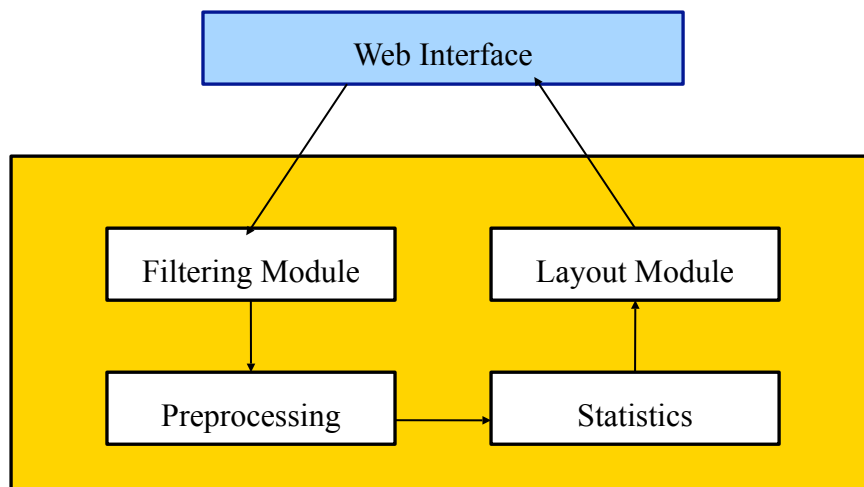 Web Interface
Filtering Module
Layout Module
Preprocessing
Statistics